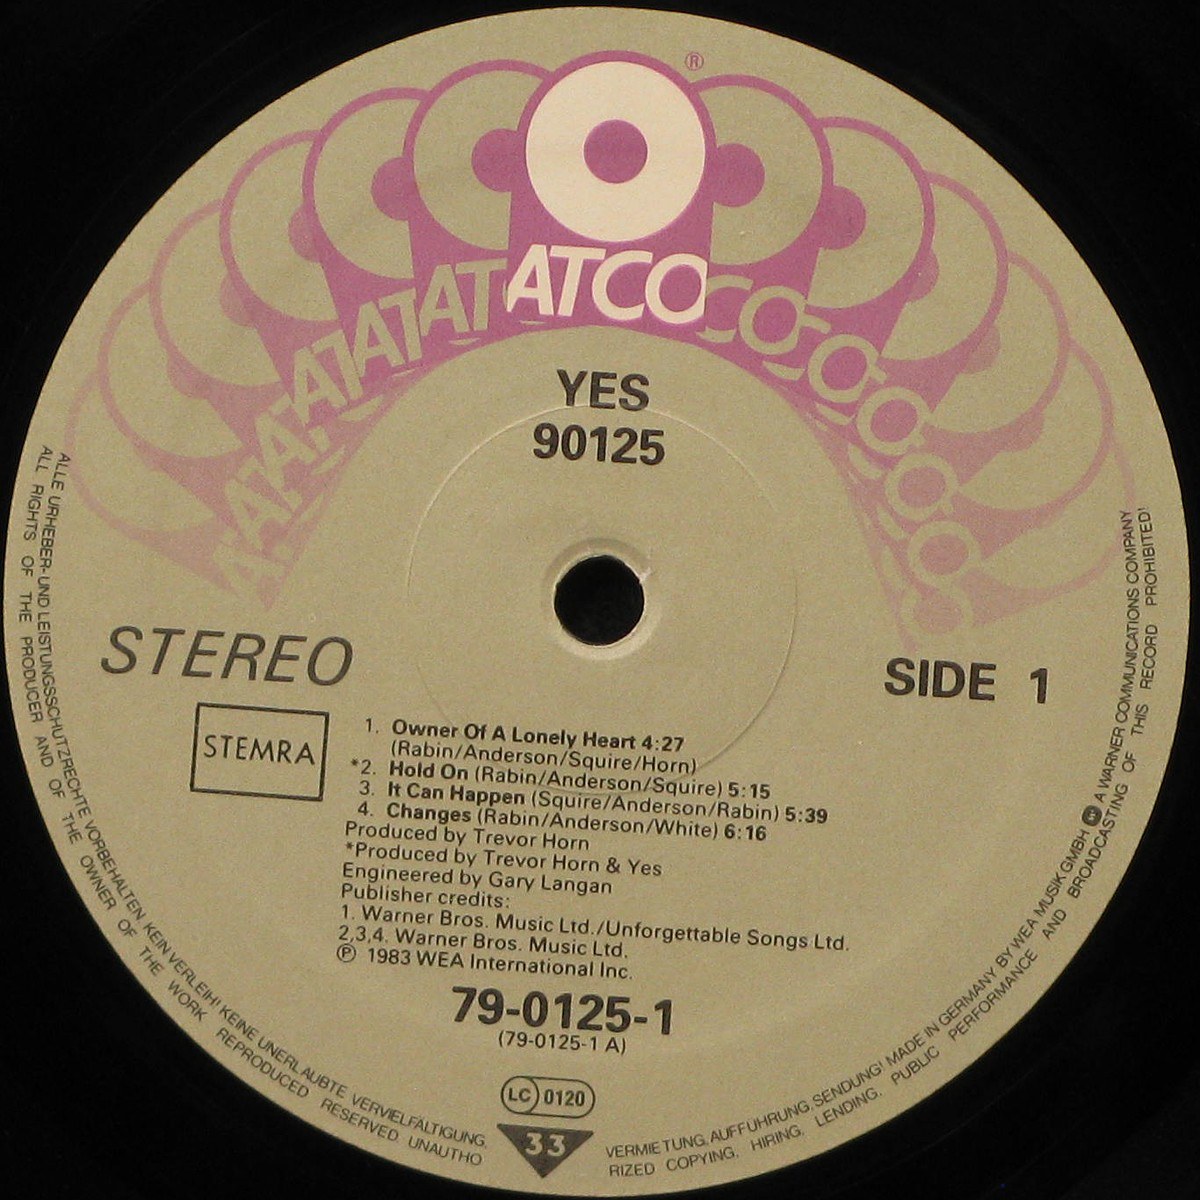 ®
ATCO
YES
90125
STEREO
SIDE 1
STEMRA
1. Owner Of A Lonely Heart 4:27
(Rabin/Anderson/Squire/Horn)
*2. Hold On (Rabin/Anderson/Squire) 5:15
3. It Can Happen (Squire/Anderson/Rabin) 5:39
4. Changes (Rabin/Anderson/White) 6:16
Produced by Trevor Horn
*Produced by Trevor Horn & Yes
Engineered by Gary Langan
Publisher credits:
1. Warner Bros. Music Ltd./Unforgettable Songs Ltd.
2,3,4. Warner Bros. Music Ltd.
℗ 1983 WEA International Inc.
79-0125-1
(79-0125-1 A)
LC 0120
33
ALLE URHEBER- UND LEISTUNGSSCHUTZRECHTE VORBEHALTEN KEIN VERLEIH! KEINE UNERLAUBTE VERVIELFÄLTIGUNG, VERMIETUNG, AUFFÜHRUNG, SENDUNG! MADE IN GERMANY BY WEA MUSIK GMBH A WARNER COMMUNICATIONS COMPANY
ALL RIGHTS OF THE PRODUCER AND OF THE OWNER OF THE WORK REPRODUCED RESERVED. UNAUTHORIZED COPYING, HIRING, LENDING, PUBLIC PERFORMANCE AND BROADCASTING OF THIS RECORD PROHIBITED!